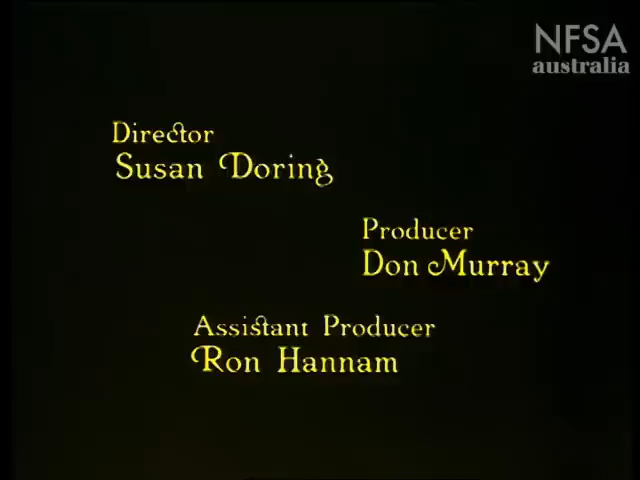 NFSA
australia
Director
Susan Doring
Producer
Don Murray
Assistant Producer
Ron Hannam